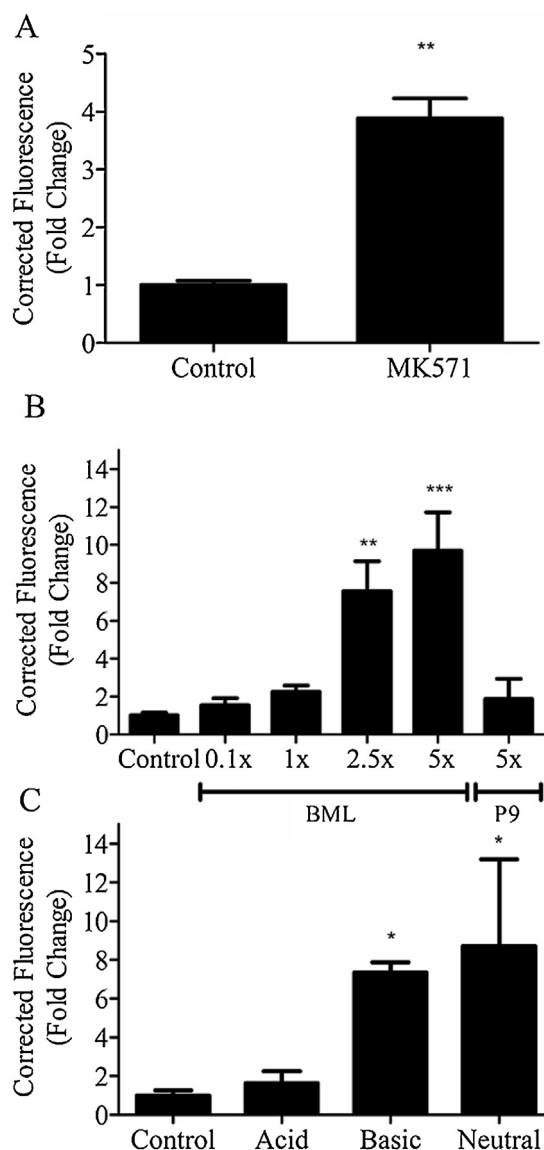 A
Corrected Fluorescence
(Fold Change)
5
4
3
2
1
0
**
Control MK571
B
Corrected Fluorescence
(Fold Change)
14
12
10
8
6
4
2
0
**
***
Control 0.1x 1x 2.5x 5x 5x
BML P9
C
Corrected Fluorescence
(Fold Change)
14
12
10
8
6
4
2
0
*
*
Control Acid Basic Neutral